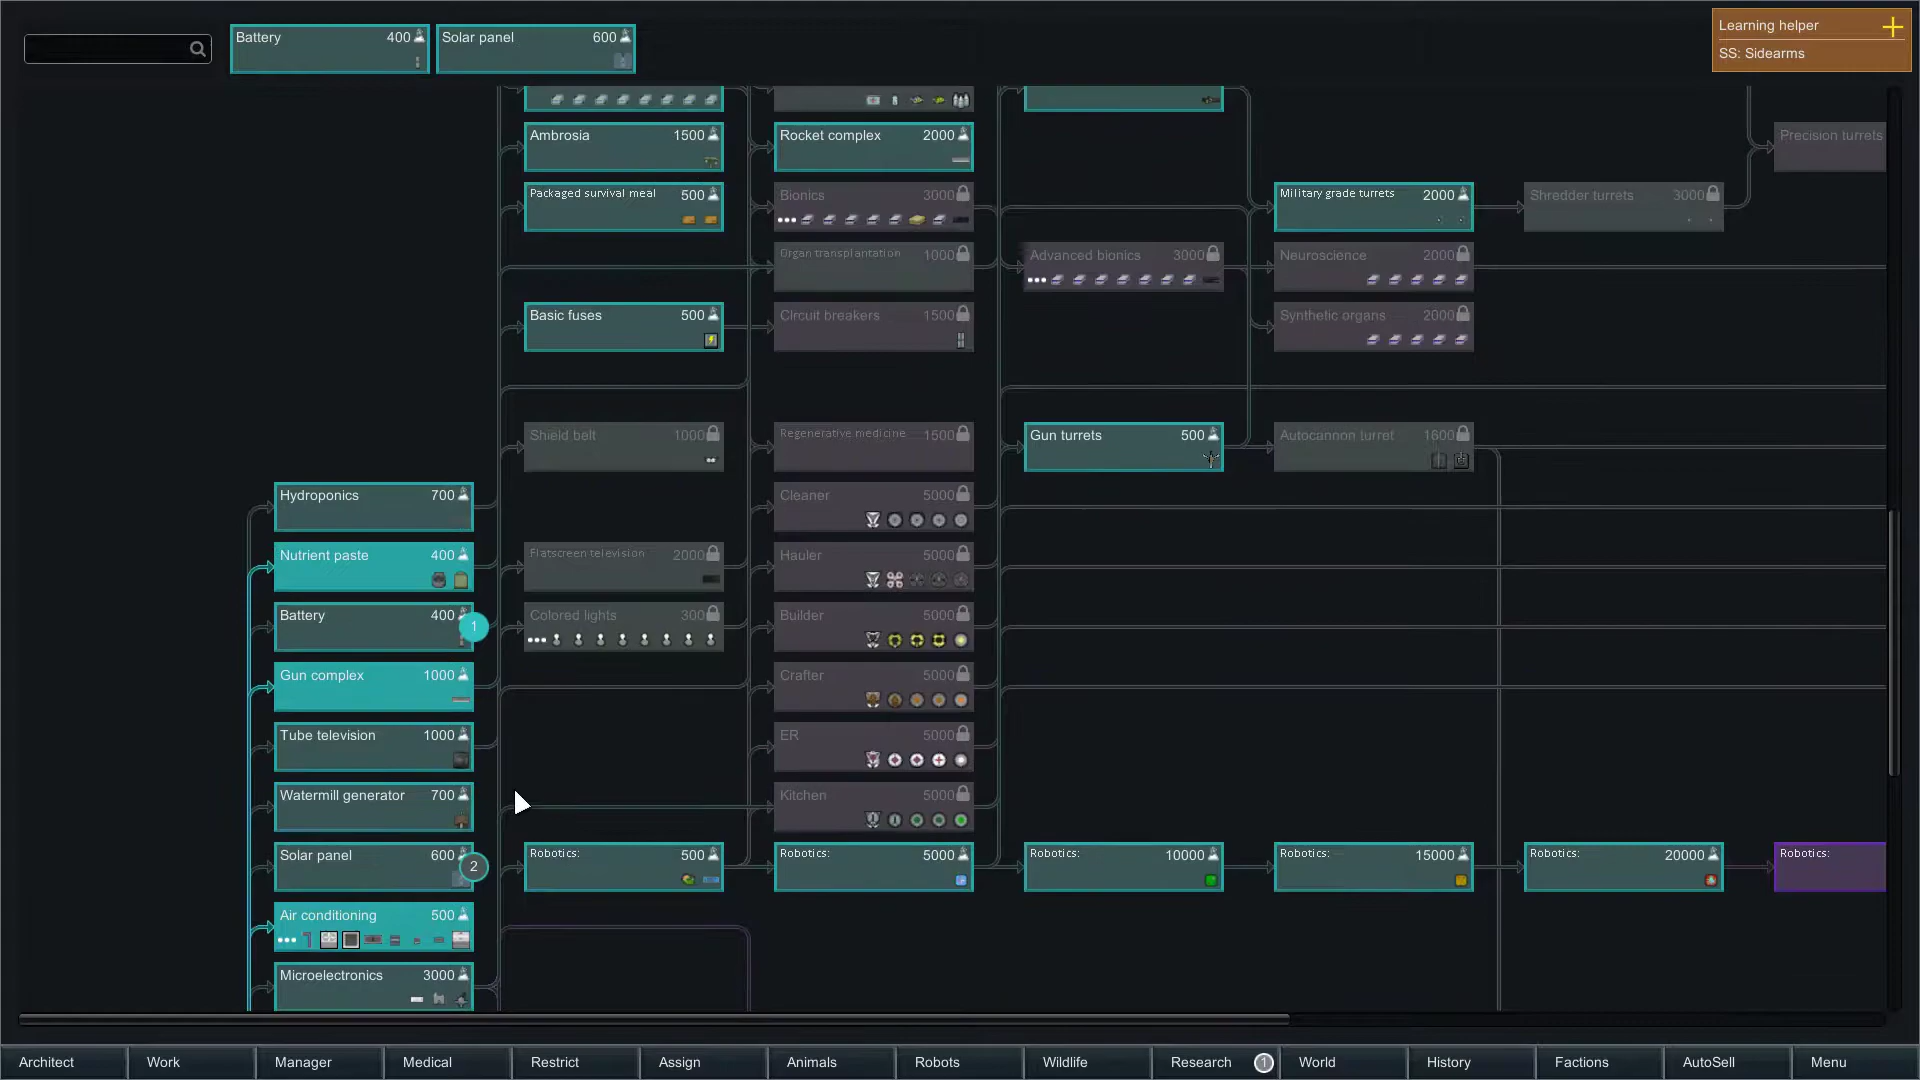 Battery 400
Solar panel 600
Learning helper
SS: Sidearms
Ambrosia 1500
Rocket complex 2000
Precision turrets
Packaged survival meal 500
Bionics 3000
Military grade turrets 2000
Shredder turrets 3000
Organ transplantation 1000
Advanced bionics 3000
Neuroscience 2000
Basic fuses 500
Circuit breakers 1500
Synthetic organs 2000
Shield belt 1000
Regenerative medicine 1500
Gun turrets 500
Autocannon turret 1600
Hydroponics 700
Cleaner 5000
Nutrient paste 400
Flatscreen television 2000
Hauler 5000
Battery 400
1
Colored lights 300
Builder 5000
Gun complex 1000
Crafter 5000
Tube television 1000
ER 5000
Watermill generator 700
Kitchen 5000
Solar panel 600
2
Robotics: 500
Robotics: 5000
Robotics: 10000
Robotics: 15000
Robotics: 20000
Robotics:
Air conditioning 500
Microelectronics 3000
Architect Work Manager Medical Restrict Assign Animals Robots Wildlife Research 1 World History Factions AutoSell Menu